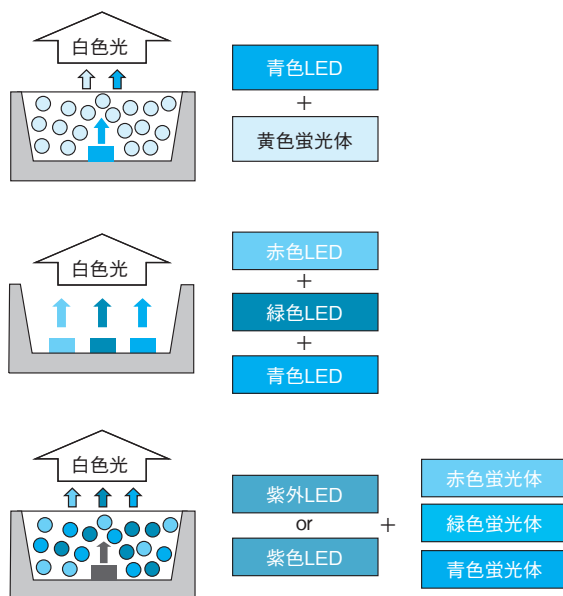 白色光
青色LED
+
黄色蛍光体
白色光
赤色LED
+
緑色LED
+
青色LED
白色光
紫外LED
or
紫色LED
+
赤色蛍光体
緑色蛍光体
青色蛍光体